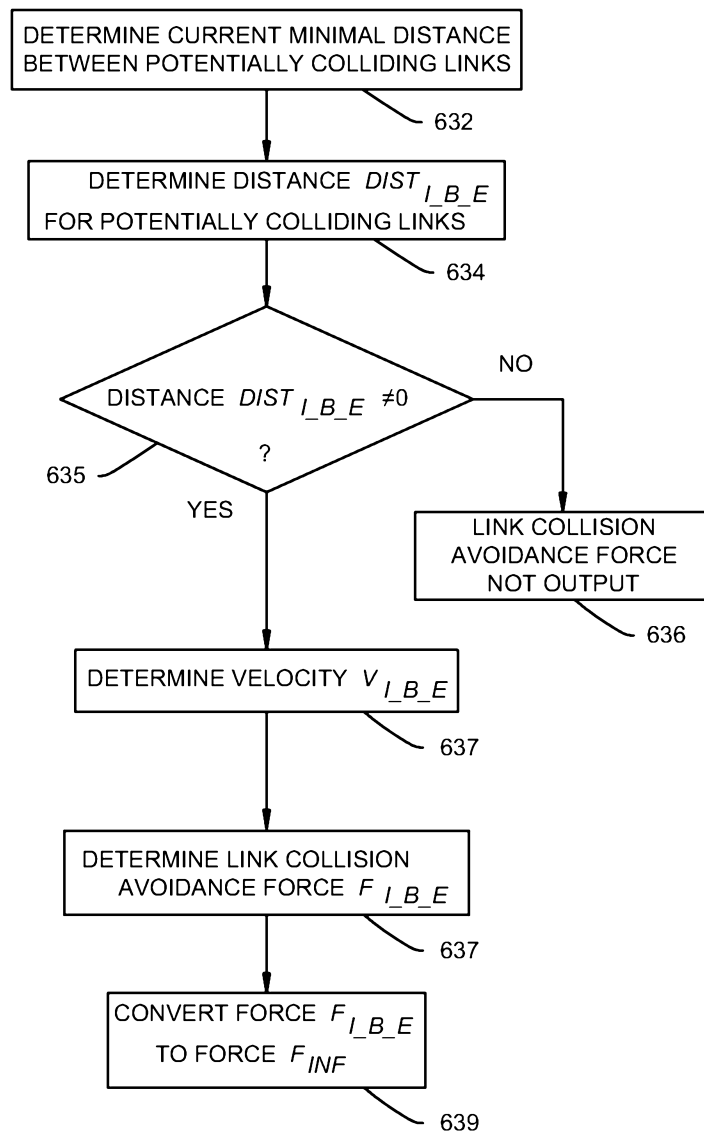 DETERMINE CURRENT MINIMAL DISTANCE
BETWEEN POTENTIALLY COLLIDING LINKS
632
DETERMINE DISTANCE DIST I_B_E
FOR POTENTIALLY COLLIDING LINKS
634
NO
DISTANCE DIST I_B_E ≠0
?
635
YES
LINK COLLISION
AVOIDANCE FORCE
NOT OUTPUT
636
DETERMINE VELOCITY V I_B_E
637
DETERMINE LINK COLLISION
AVOIDANCE FORCE F I_B_E
637
CONVERT FORCE F I_B_E
TO FORCE F INF
639